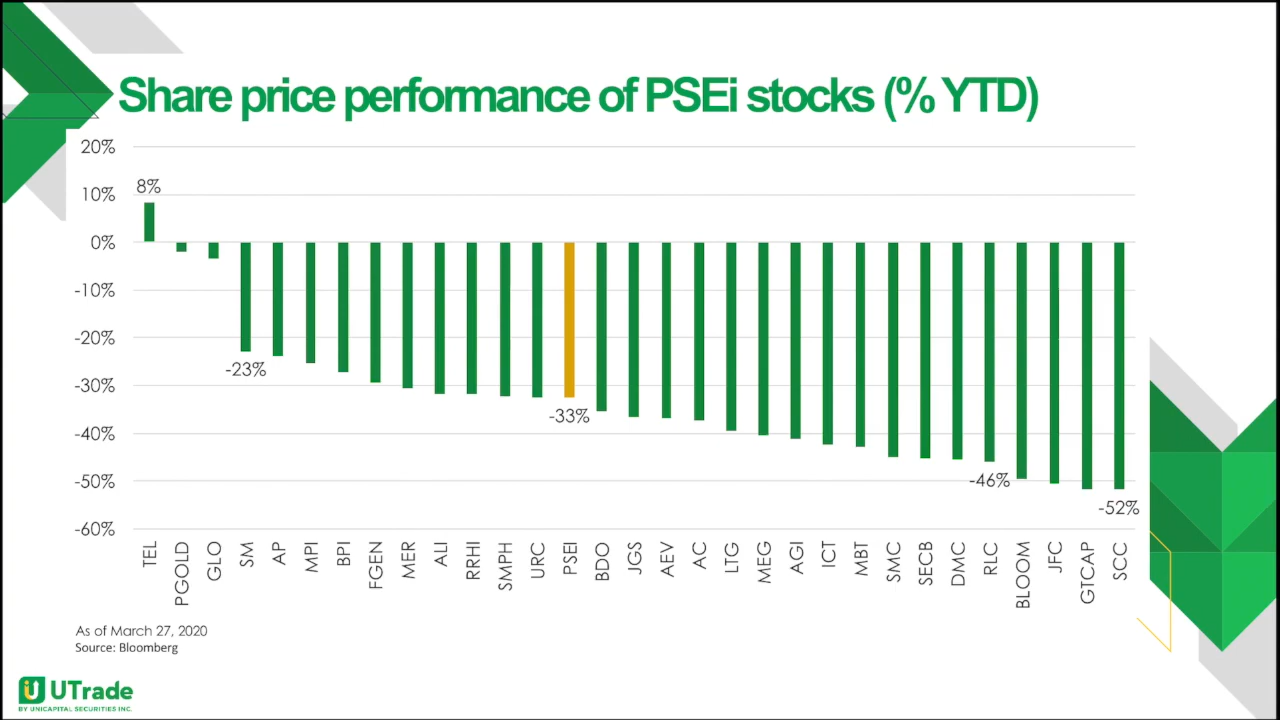 Share price performance of PSEi stocks (% YTD)
20%
10%
0%
-10%
-20%
-30%
-40%
-50%
-60%
8%
-23%
-33%
-46%
-52%
TEL
PGOLD
GLO
SM
AP
MPI
BPI
FGEN
MER
ALI
RRHI
SMPH
URC
PSEI
BDO
JGS
AEV
AC
LTG
MEG
AGI
ICT
MBT
SMC
SECB
DMC
RLC
BLOOM
JFC
GTCAP
SCC
As of March 27, 2020
Source: Bloomberg
UTrade
BY UNICAPITAL SECURITIES INC.